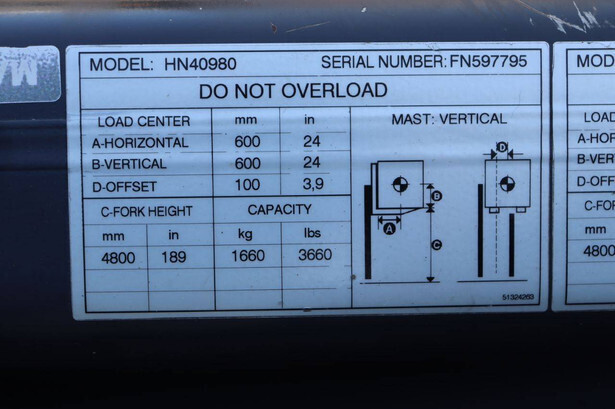 MODEL: HN40980 SERIAL NUMBER: FN597795
DO NOT OVERLOAD
LOAD CENTER mm in MAST: VERTICAL
A-HORIZONTAL 600 24
B-VERTICAL 600 24
D-OFFSET 100 3,9
C-FORK HEIGHT CAPACITY
mm in kg lbs
4800 189 1660 3660
D
B
A
C
51324263
MOD
LOAD
A-HOR
B-VER
D-OFF
C-FO
mm
4800